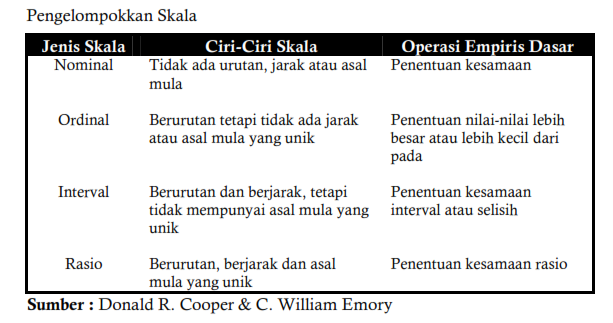 Pengelompokkan Skala
Jenis Skala Ciri-Ciri Skala Operasi Empiris Dasar
Nominal Tidak ada urutan, jarak atau asal Penentuan kesamaan
mula
Ordinal Berurutan tetapi tidak ada jarak Penentuan nilai-nilai lebih
atau asal mula yang unik besar atau lebih kecil dari
pada
Interval Berurutan dan berjarak, tetapi Penentuan kesamaan
tidak mempunyai asal mula yang interval atau selisih
unik
Rasio Berurutan, berjarak dan asal Penentuan kesamaan rasio
mula yang unik
Sumber : Donald R. Cooper & C. William Emory